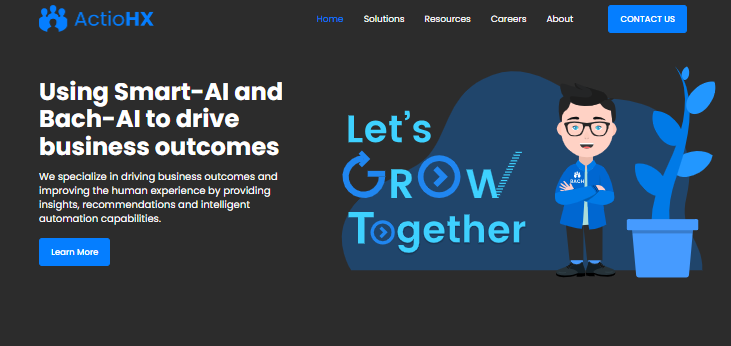 ActioHX
Home Solutions Resources Careers About CONTACT US
Using Smart-AI and
Bach-AI to drive
business outcomes
We specialize in driving business outcomes and
improving the human experience by providing
insights, recommendations and intelligent
automation capabilities.
Learn More
Let's
GROW
Together
BACH